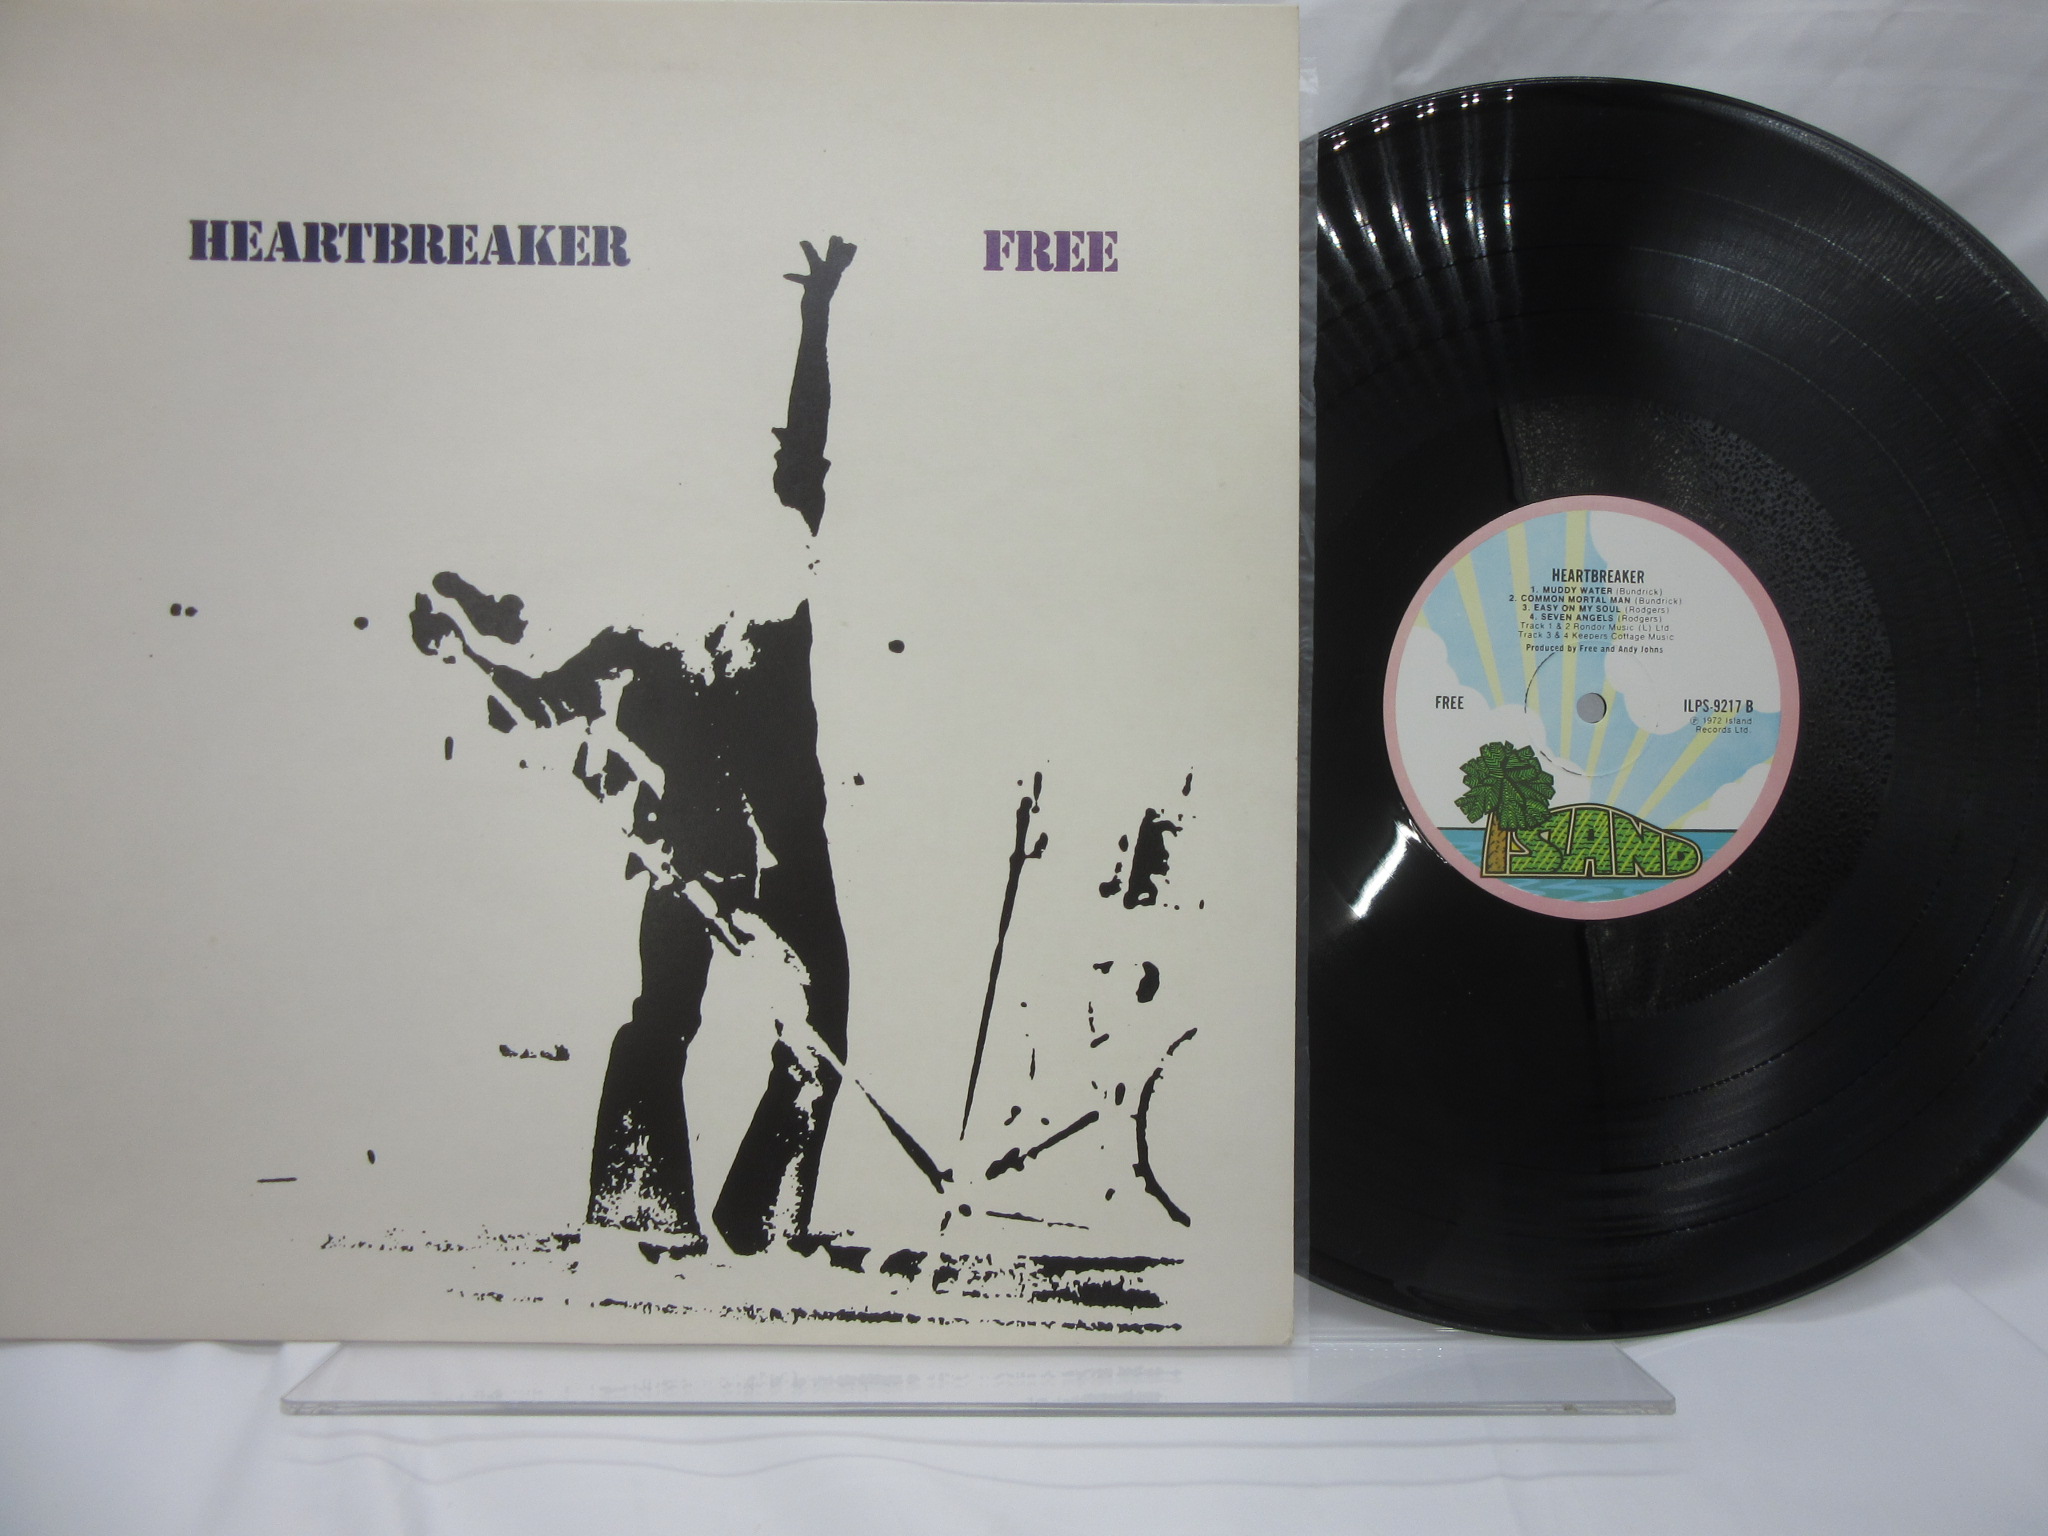 HEARTBREAKER FREE
HEARTBREAKER
1. MUDDY WATER (Bundrick)
2. COMMON MORTAL MAN (Bundrick)
3. EASY ON MY SOUL (Rodgers)
4. SEVEN ANGELS (Rodgers)
Track 1 & 2 Rondor Music (L) Ltd
Track 3 & 4 Keepers Cottage Music
Produced by Free and Andy Johns
FREE
ILPS-9217 B
℗ 1972 Island
Records Ltd.
ISLAND